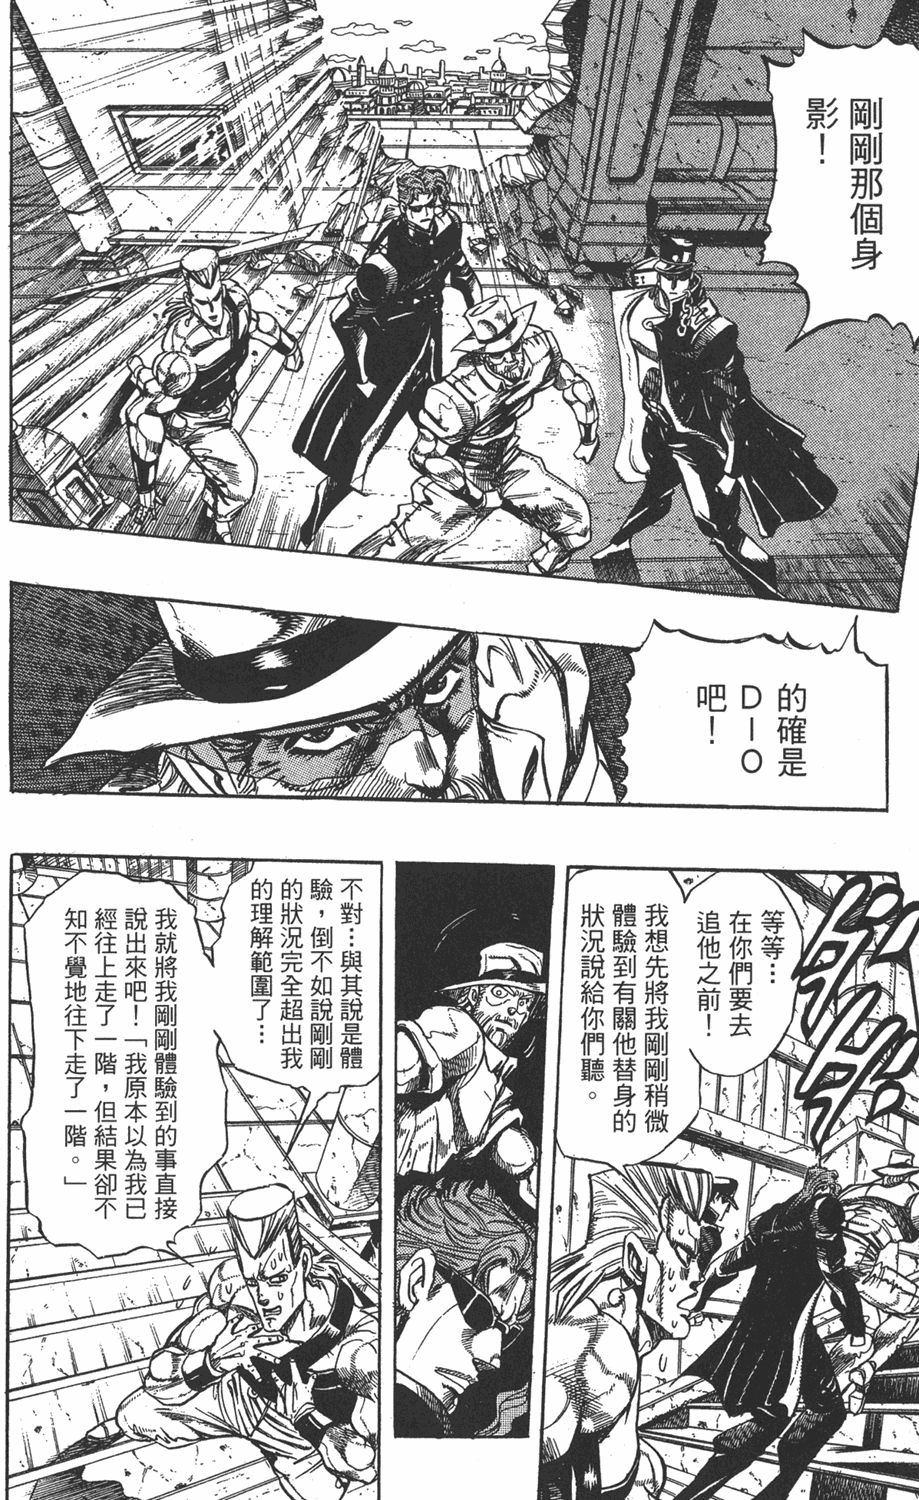 剛剛那個身
影！
的確是
DIO
吧！
等等…
在你們要去
追他之前！
我想先將我剛剛稍微
體驗到有關他替身的
狀況說給你們聽。
不對…與其說是體
驗，倒不如說剛剛
的狀況完全超出我
的理解範圍了…
我就將我剛剛體驗到的事直接
說出來吧！「我原本以為我已
經往上走了一階，但結果卻不
知不覺地往下走了一階。」